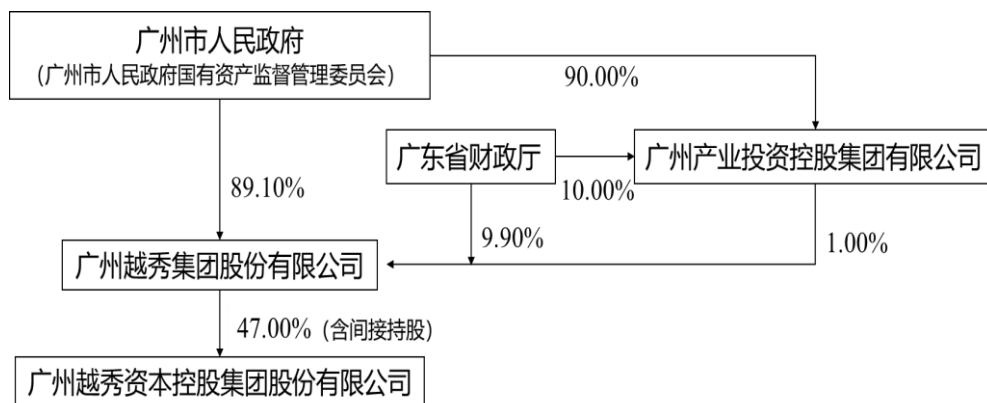 广州市人民政府
（广州市人民政府国有资产监督管理委员会）
90.00%
广东省财政厅
广州产业投资控股集团有限公司
89.10%
10.00%
9.90%
1.00%
广州越秀集团股份有限公司
47.00%（含间接持股）
广州越秀资本控股集团股份有限公司